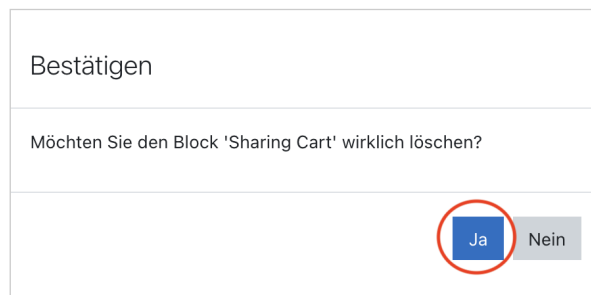 Bestätigen
Möchten Sie den Block 'Sharing Cart' wirklich löschen?
Ja Nein